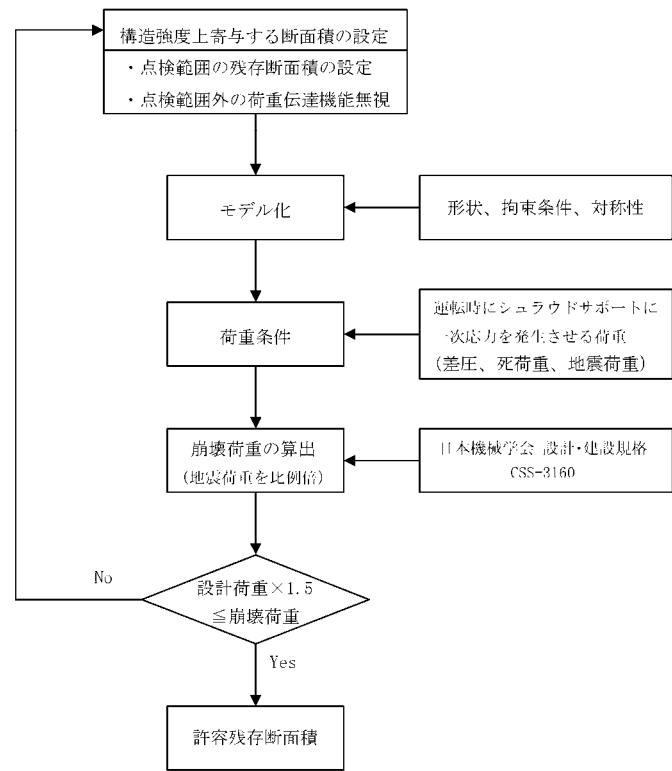 構造強度上寄与する断面積の設定
・点検範囲の残存断面積の設定
・点検範囲外の荷重伝達機能無視
モデル化
形状、拘束条件、対称性
荷重条件
運転時にシュラウドサポートに
一次応力を発生させる荷重
(差圧、死荷重、地震荷重)
崩壊荷重の算出
(地震荷重を比例倍)
日本機械学会 設計・建設規格
CSS-3160
設計荷重×1.5
≦崩壊荷重
No
Yes
許容残存断面積